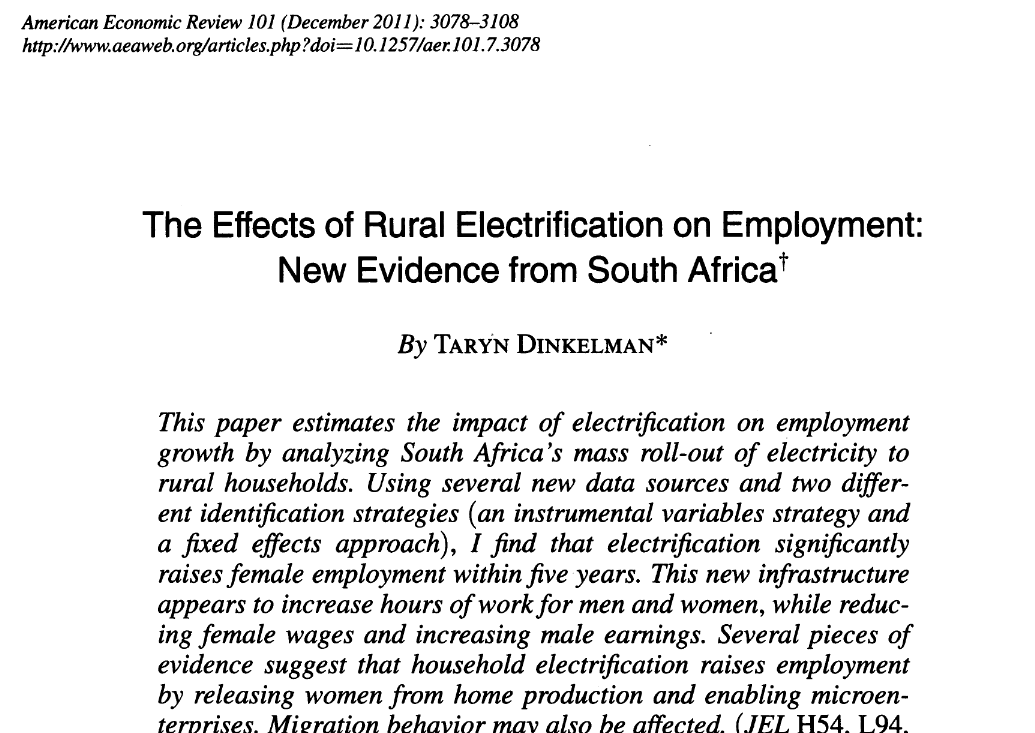 American Economic Review 101 (December 2011): 3078–3108
http://www.aeaweb.org/articles.php?doi=10.1257/aer.101.7.3078
The Effects of Rural Electrification on Employment:
New Evidence from South Africa†
By Taryn Dinkelman*
This paper estimates the impact of electrification on employment
growth by analyzing South Africa's mass roll-out of electricity to
rural households. Using several new data sources and two differ-
ent identification strategies (an instrumental variables strategy and
a fixed effects approach), I find that electrification significantly
raises female employment within five years. This new infrastructure
appears to increase hours of work for men and women, while reduc-
ing female wages and increasing male earnings. Several pieces of
evidence suggest that household electrification raises employment
by releasing women from home production and enabling microen-
terprises. Migration behavior may also be affected. (JEL H54, L94,